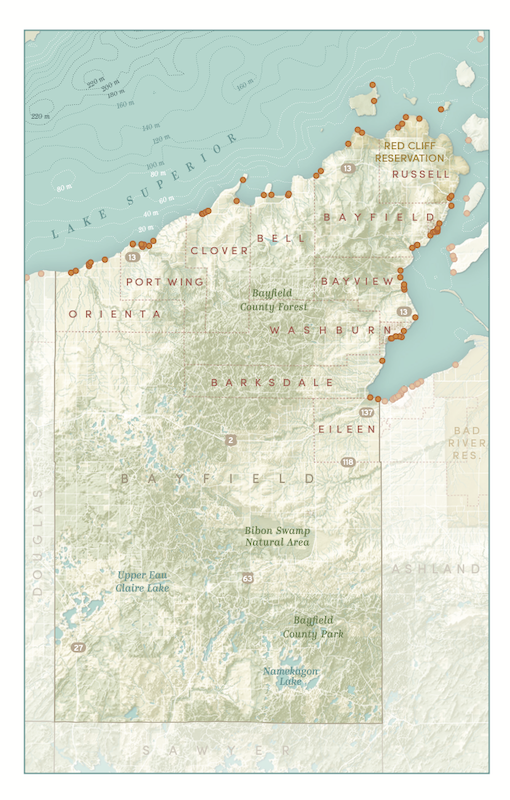 220 m
200 m
180 m
160 m
160 m
220 m
140 m
120 m
100 m
80 m
80 m
60 m
40 m
40 m
20 m
LAKE SUPERIOR
RED CLIFF
RESERVATION
13
RUSSELL
BAYFIELD
BELL
CLOVER
13
PORT WING
BAYVIEW
Bayfield
County Forest
ORIENTA
13
WASHBURN
BARKSDALE
137
EILEEN
2
BAD
RIVER
RES.
118
BAYFIELD
DOUGLAS
Bibon Swamp
Natural Area
ASHLAND
63
Upper Eau
Claire Lake
Bayfield
County Park
27
Namekagon
Lake
SAWYER